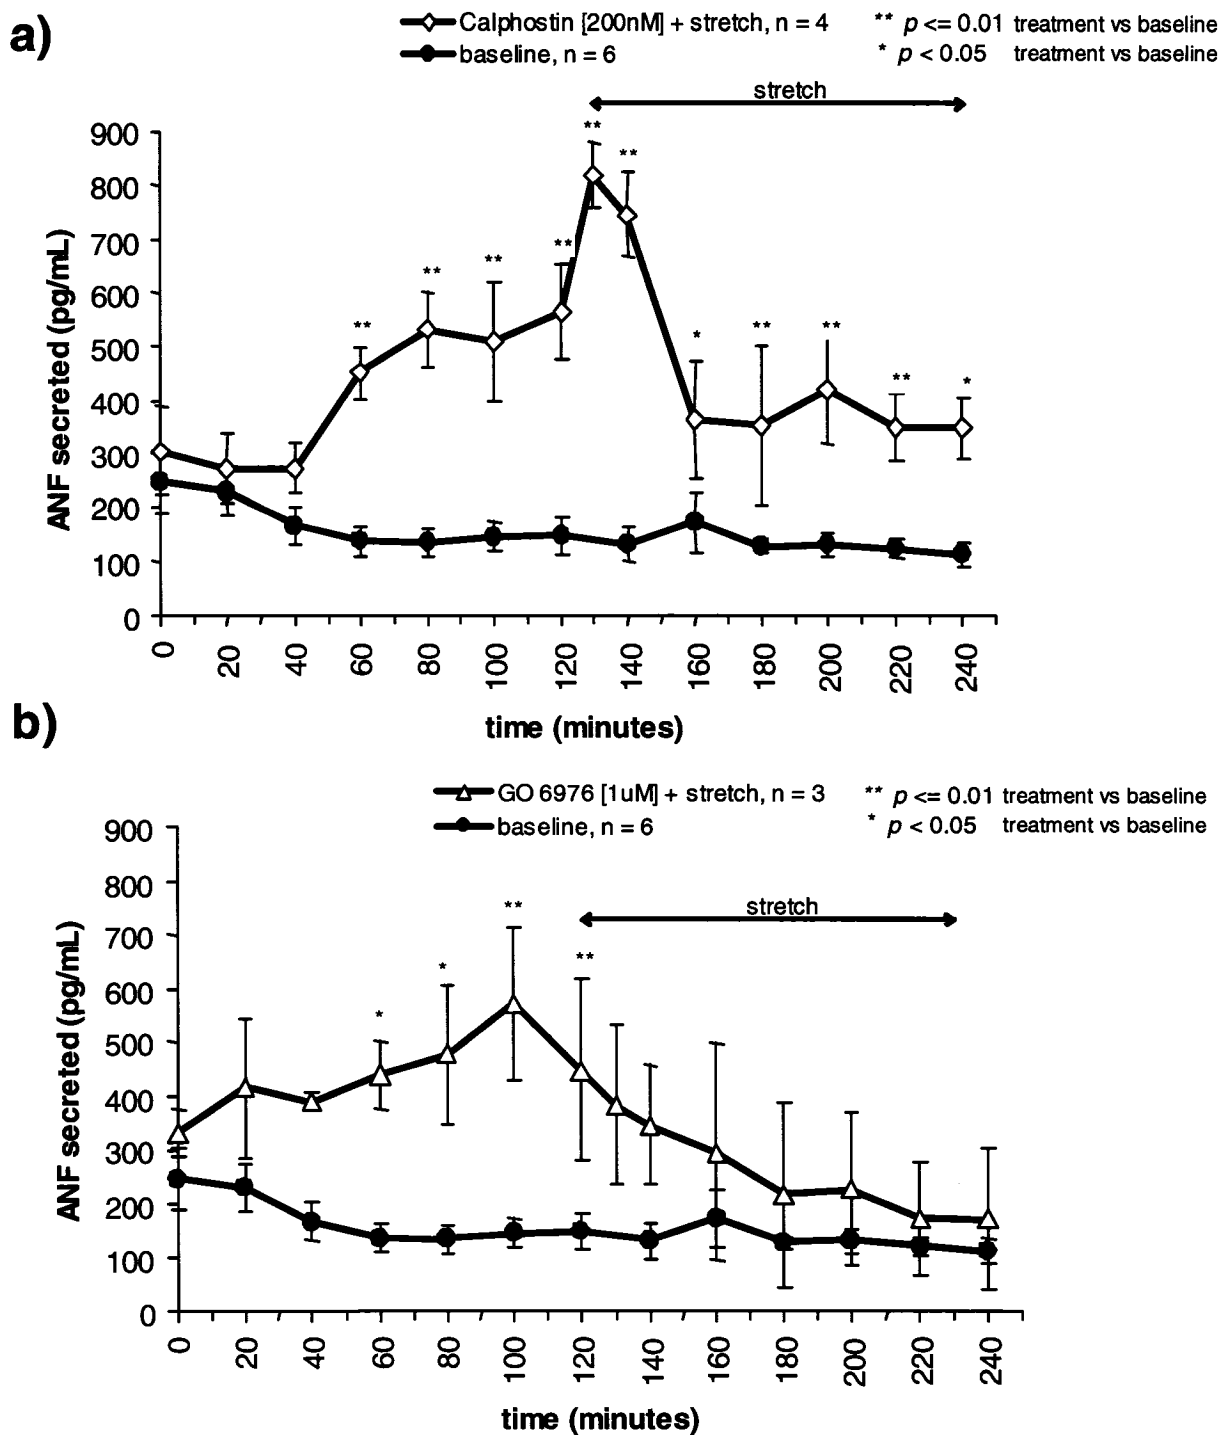 a)
Calphostin [200nM] + stretch, n = 4
** p <= 0.01 treatment vs baseline
baseline, n = 6
* p < 0.05 treatment vs baseline
stretch
900
800
700
600
500
400
300
200
100
0
ANF secreted (pg/mL)
**
**
**
**
**
**
*
**
**
**
*
0 20 40 60 80 100 120 140 160 180 200 220 240
time (minutes)
b)
GO 6976 [1uM] + stretch, n = 3
** p <= 0.01 treatment vs baseline
baseline, n = 6
* p < 0.05 treatment vs baseline
stretch
900
800
700
600
500
400
300
200
100
0
ANF secreted (pg/mL)
*
*
**
**
0 20 40 60 80 100 120 140 160 180 200 220 240
time (minutes)